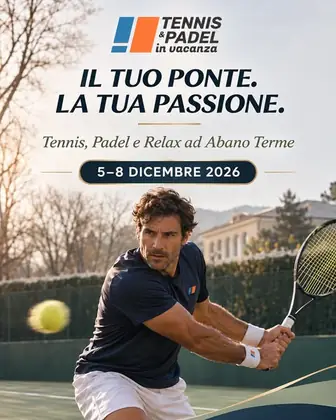 TENNIS
&PADEL
in vacanza
IL TUO PONTE.
LA TUA PASSIONE.
Tennis, Padel e Relax ad Abano Terme
5–8 DICEMBRE 2026